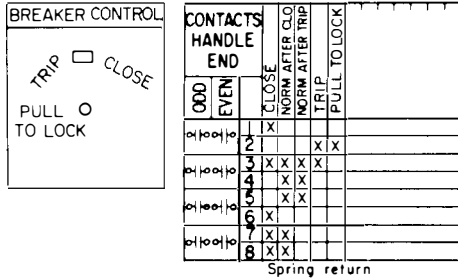 BREAKER CONTROL
TRIP
CLOSE
PULL
TO LOCK
CONTACTS
HANDLE
END
ODD
EVEN
CLOSE
NORM AFTER CLO
NORM AFTER TRIP
TRIP
PULL TO LOCK
1 X
2 X X
3 X X X X
4 X X
5 X X
6 X
7 X X
8 X X
Spring return